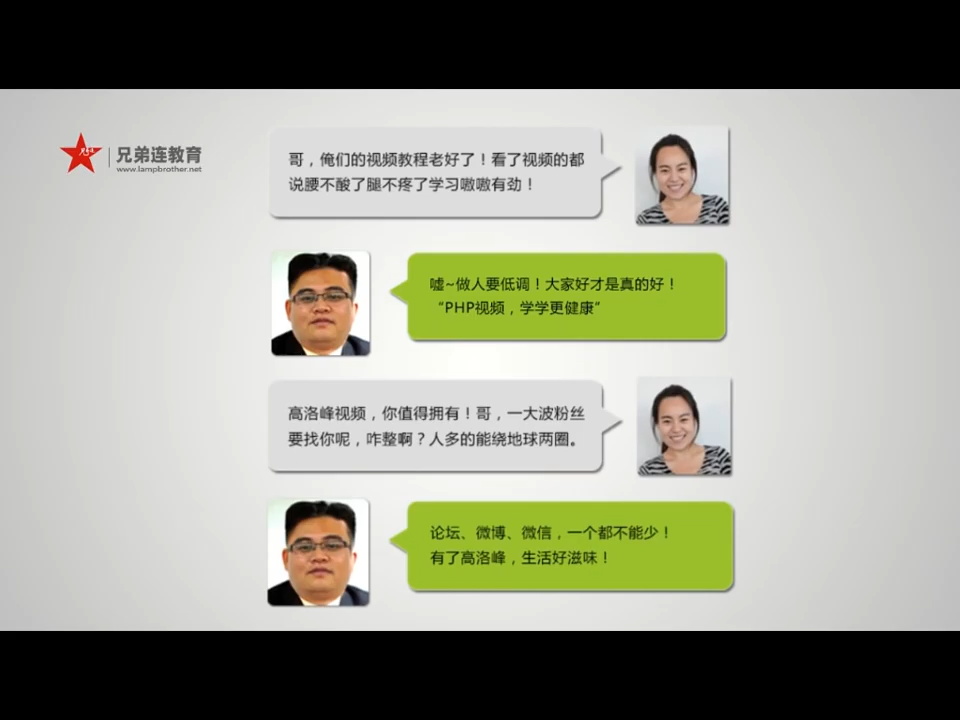 兄弟连教育
www.lampbrother.net
哥，俺们的视频教程老好了！看了视频的都
说腰不酸了腿不疼了学习嗷嗷有劲！
嘘~做人要低调！大家好才是真的好！
“PHP视频，学学更健康”
高洛峰视频，你值得拥有！哥，一大波粉丝
要找你呢，咋整啊？人多的能绕地球两圈。
论坛、微博、微信，一个都不能少！
有了高洛峰，生活好滋味！